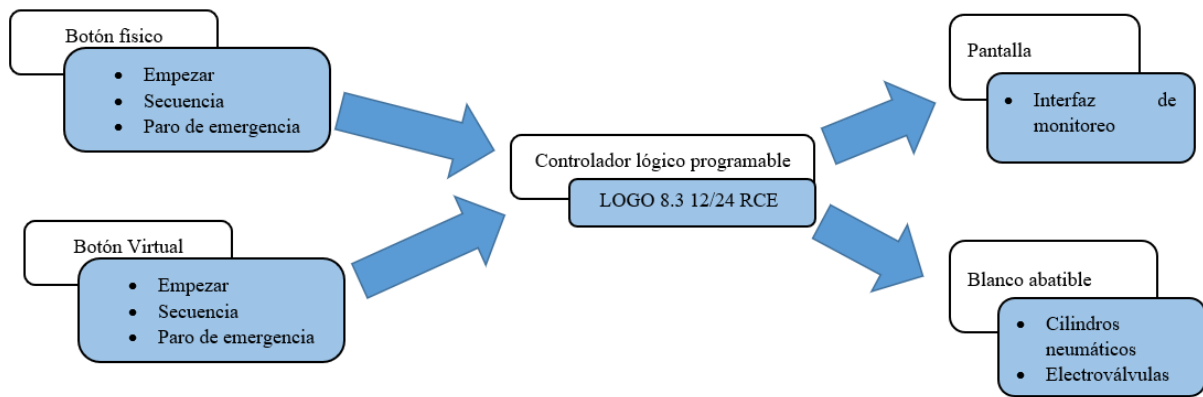 Botón físico
• Empezar
• Secuencia
• Paro de emergencia
Botón Virtual
• Empezar
• Secuencia
• Paro de emergencia
Controlador lógico programable
LOGO 8.3 12/24 RCE
Pantalla
• Interfaz de
monitoreo
Blanco abatible
• Cilindros
neumáticos
• Electroválvulas